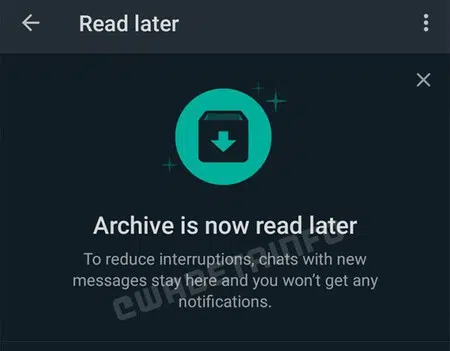 Read later
Archive is now read later
To reduce interruptions, chats with new
messages stay here and you won't get any
notifications.
CWABETAINFO